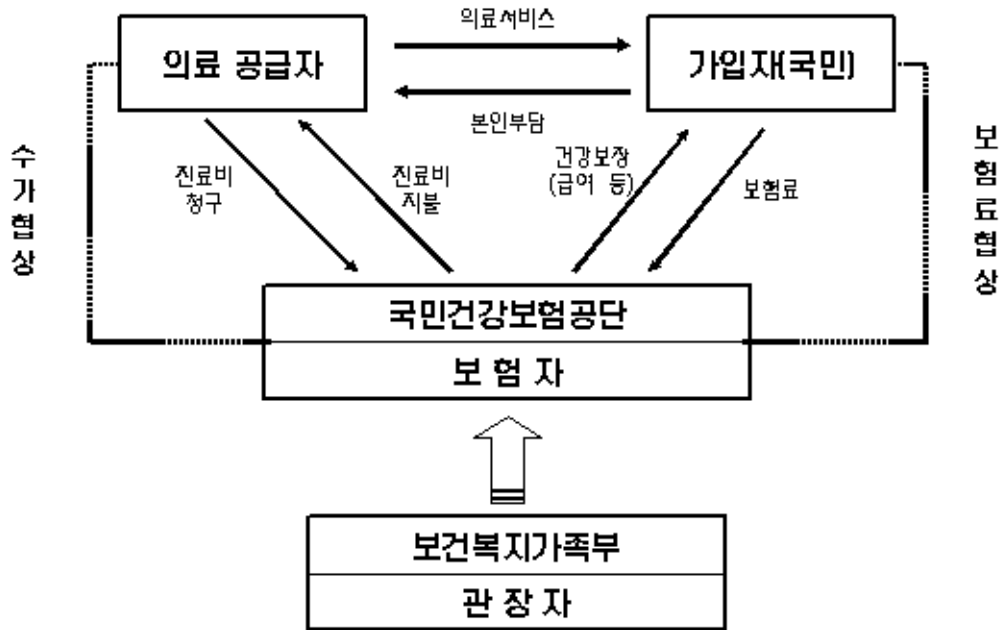 의료서비스
의료 공급자
가입자(국민)
본인부담
수가협상
진료비
청구
진료비
지불
건강보장
(급여 등)
보험료
보험료협상
국민건강보험공단
보 험 자
보건복지가족부
관 장 자